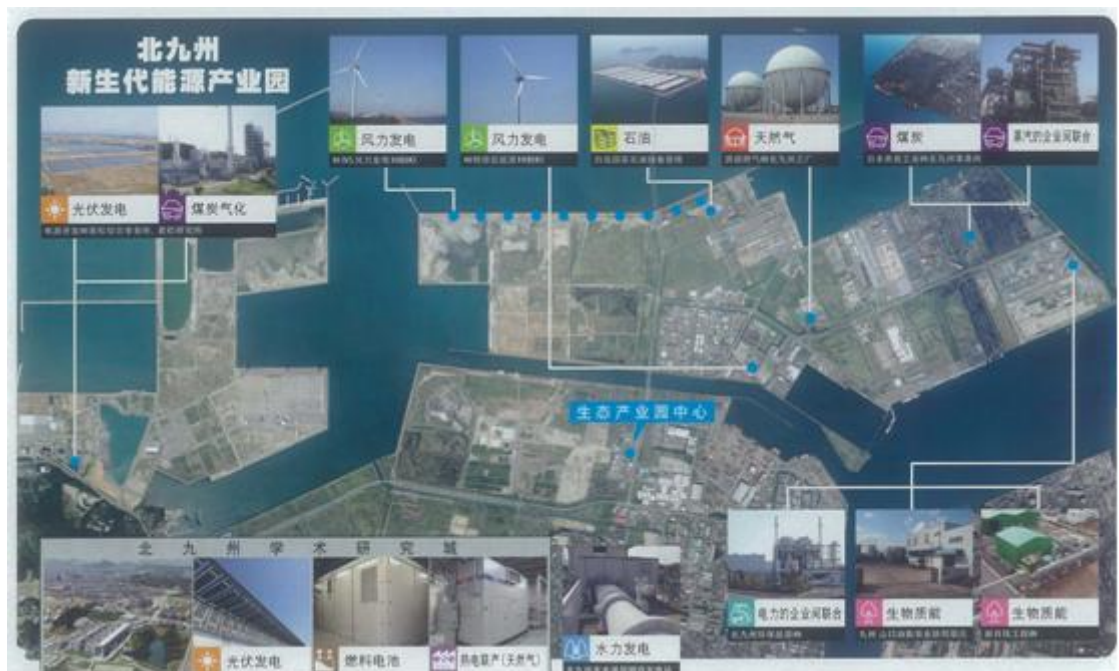 北九州
新生代能源产业园
风力发电
风力发电
石油
天然气
煤炭
蒸汽的企业间联合
光伏发电
煤炭气化
生态产业园中心
北九州学术研究城
光伏发电
燃料电池
热电联产(天然气)
水力发电
电力的企业间联合
生物质能
生物质能